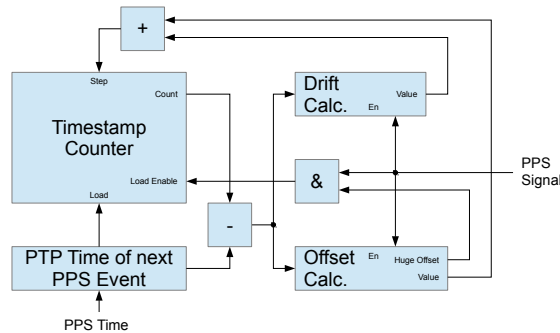 +
Step
Count
Timestamp
Counter
Load Enable
Load
Drift
Calc.
Value
En
&
PPS
Signal
-
PTP Time of next
PPS Event
Offset
Calc.
En
Huge Offset
Value
PPS Time